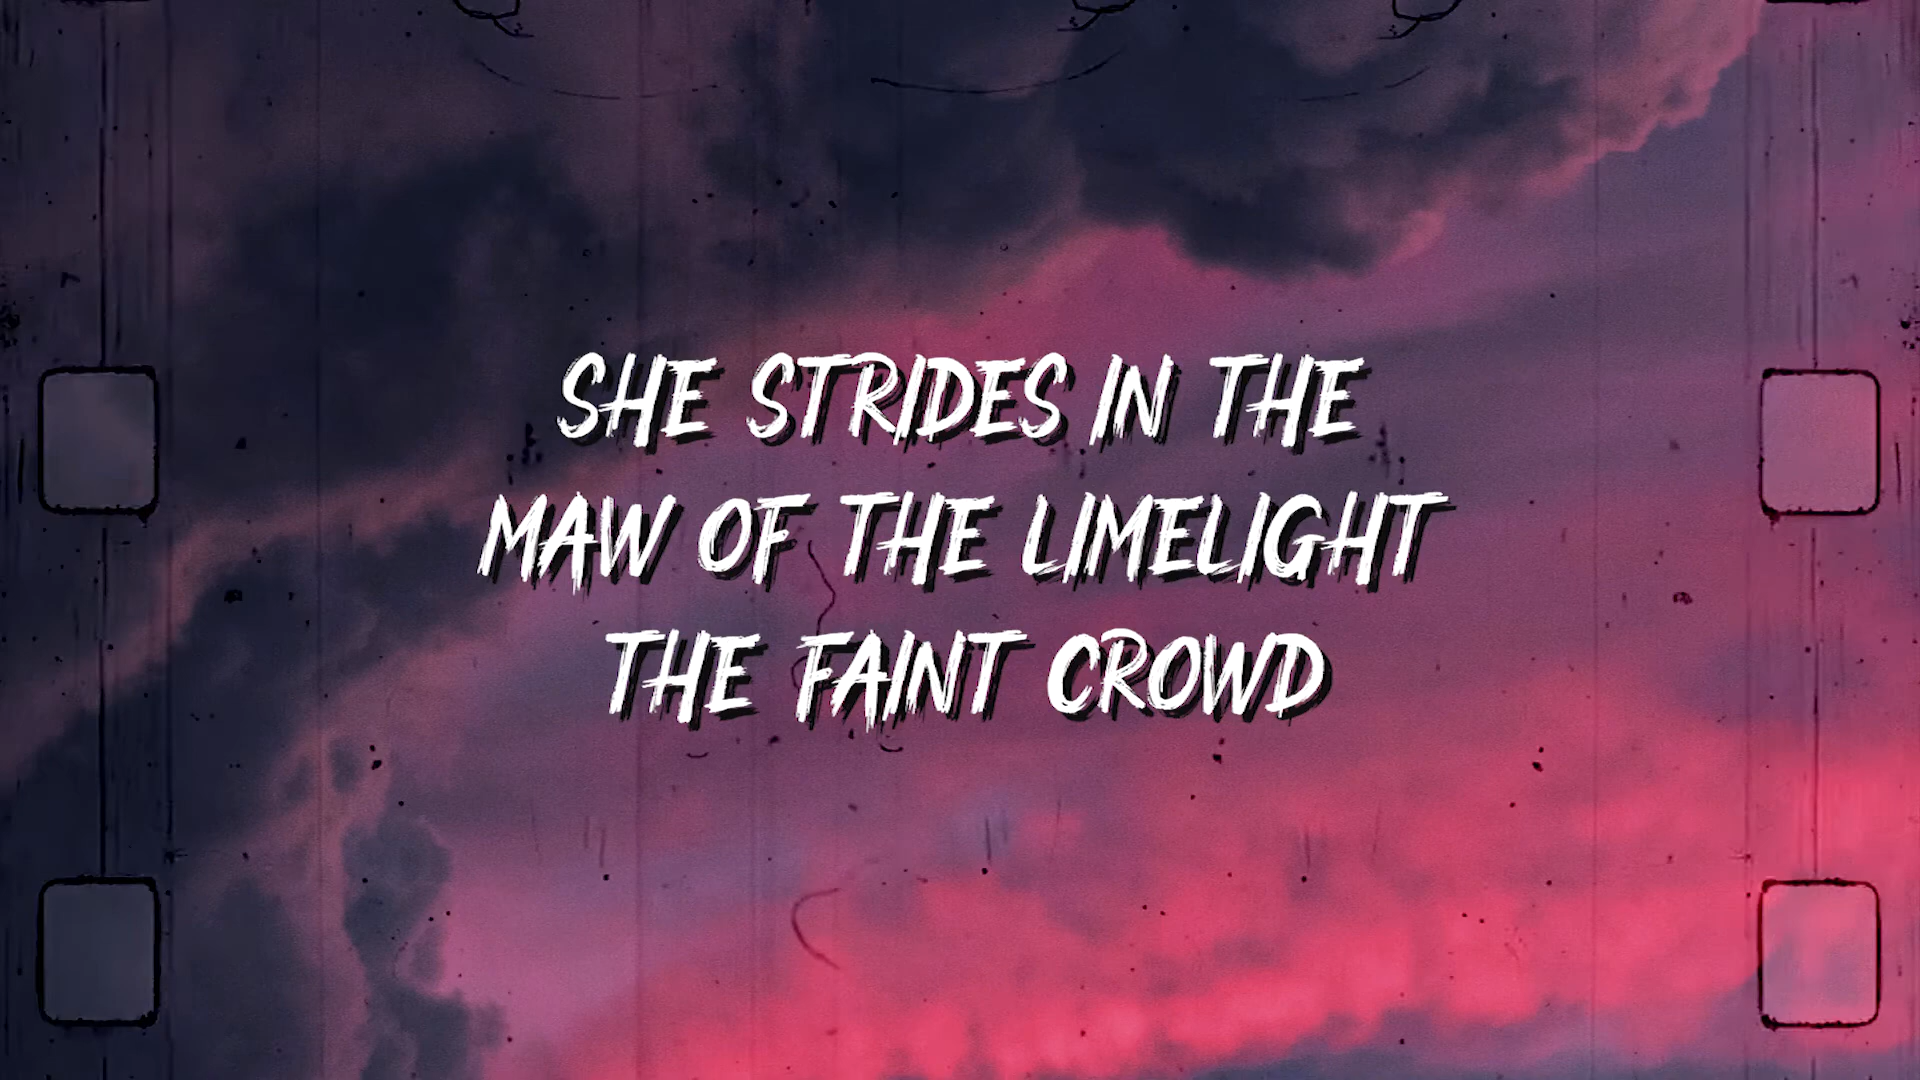 SHE STRIDES IN THE
MAW OF THE LIMELIGHT
THE FAINT CROWD